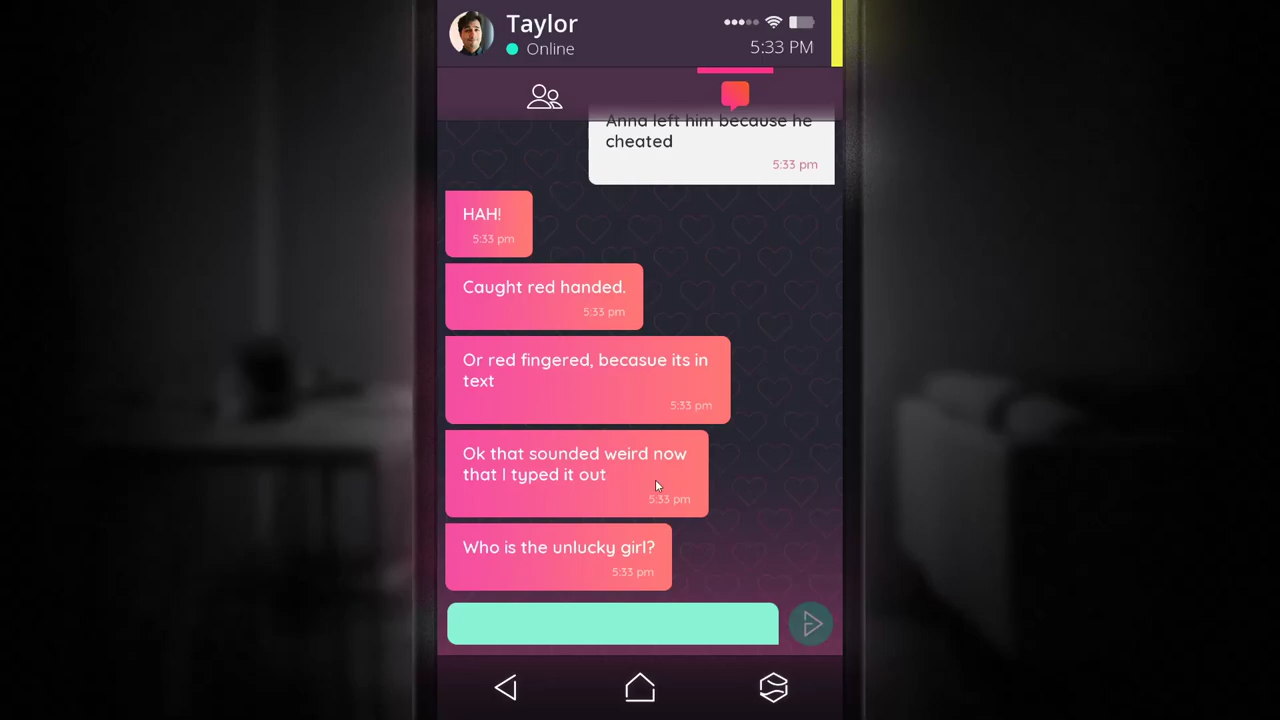 Taylor
Online
5:33 PM
Anna left him because he
cheated
5:33 pm
HAH!
5:33 pm
Caught red handed.
5:33 pm
Or red fingered, becasue its in
text
5:33 pm
Ok that sounded weird now
that I typed it out
5:33 pm
Who is the unlucky girl?
5:33 pm